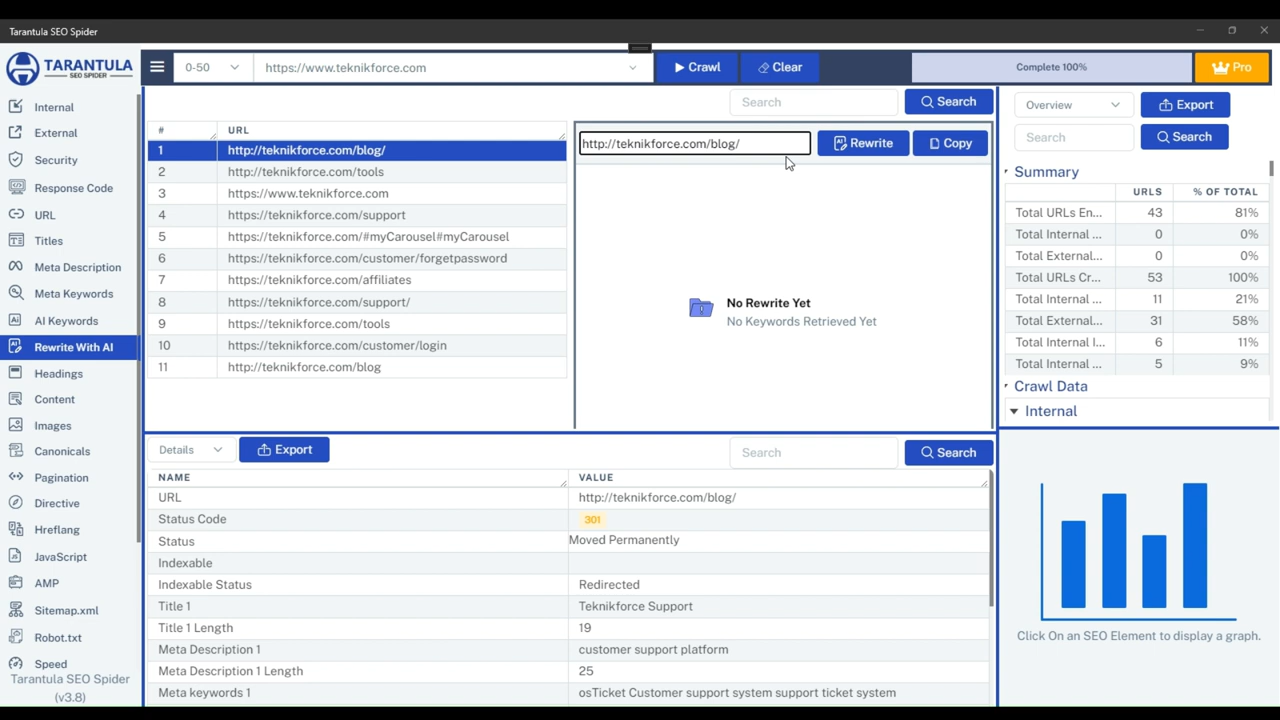 Tarantula SEO Spider
TARANTULA
SEO SPIDER
0-50
https://www.teknikforce.com
Crawl
Clear
Complete 100%
Pro
Internal
External
Security
Response Code
URL
Titles
Meta Description
Meta Keywords
AI Keywords
Rewrite With AI
Headings
Content
Images
Canonicals
Pagination
Directive
Hreflang
JavaScript
AMP
Sitemap.xml
Robot.txt
Speed
Tarantula SEO Spider
(v3.8)
Search
Search
# URL
1 http://teknikforce.com/blog/
2 http://teknikforce.com/tools
3 https://www.teknikforce.com
4 https://teknikforce.com/support
5 https://teknikforce.com/#myCarousel#myCarousel
6 https://teknikforce.com/customer/forgetpassword
7 https://teknikforce.com/affiliates
8 https://teknikforce.com/support/
9 https://teknikforce.com/tools
10 https://teknikforce.com/customer/login
11 http://teknikforce.com/blog
http://teknikforce.com/blog/
Rewrite
Copy
No Rewrite Yet
No Keywords Retrieved Yet
Details
Export
Search
Search
NAME VALUE
URL http://teknikforce.com/blog/
Status Code 301
Status Moved Permanently
Indexable
Indexable Status Redirected
Title 1 Teknikforce Support
Title 1 Length 19
Meta Description 1 customer support platform
Meta Description 1 Length 25
Meta keywords 1 osTicket Customer support system support ticket system
Overview
Export
Search
Search
Summary
URLS % OF TOTAL
Total URLs En... 43 81%
Total Internal ... 0 0%
Total External... 0 0%
Total URLs Cr... 53 100%
Total Internal ... 11 21%
Total External... 31 58%
Total Internal I... 6 11%
Total Internal ... 5 9%
Crawl Data
Internal
Click On an SEO Element to display a graph.